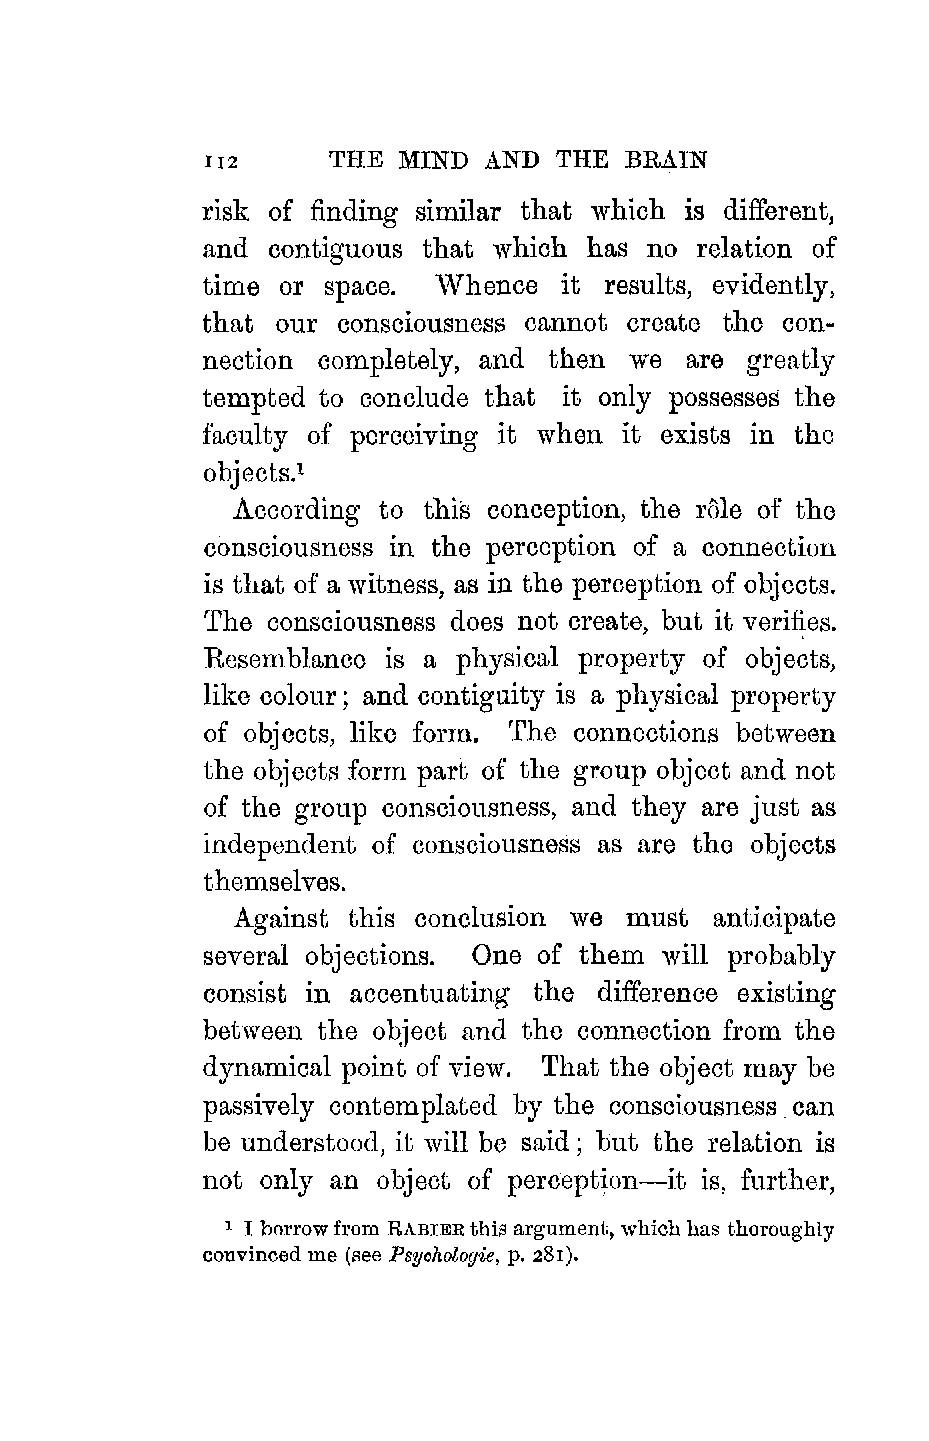 112 THE MIND AND THE BRAIN
risk of finding similar that which is different,
and contiguous that which has no relation of
time or space. Whence it results, evidently,
that our consciousness cannot create the con-
nection completely, and then we are greatly
tempted to conclude that it only possesses the
faculty of perceiving it when it exists in the
objects.¹
According to this conception, the rôle of the
consciousness in the perception of a connection
is that of a witness, as in the perception of objects.
The consciousness does not create, but it verifies.
Resemblance is a physical property of objects,
like colour; and contiguity is a physical property
of objects, like form. The connections between
the objects form part of the group object and not
of the group consciousness, and they are just as
independent of consciousness as are the objects
themselves.
Against this conclusion we must anticipate
several objections. One of them will probably
consist in accentuating the difference existing
between the object and the connection from the
dynamical point of view. That the object may be
passively contemplated by the consciousness can
be understood, it will be said; but the relation is
not only an object of perception—it is, further,
¹ I borrow from RABIER this argument, which has thoroughly
convinced me (see Psychologie, p. 281).